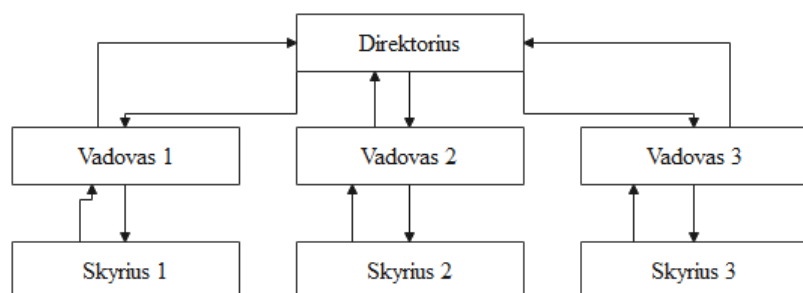 Direktorius
Vadovas 1
Vadovas 2
Vadovas 3
Skyrius 1
Skyrius 2
Skyrius 3